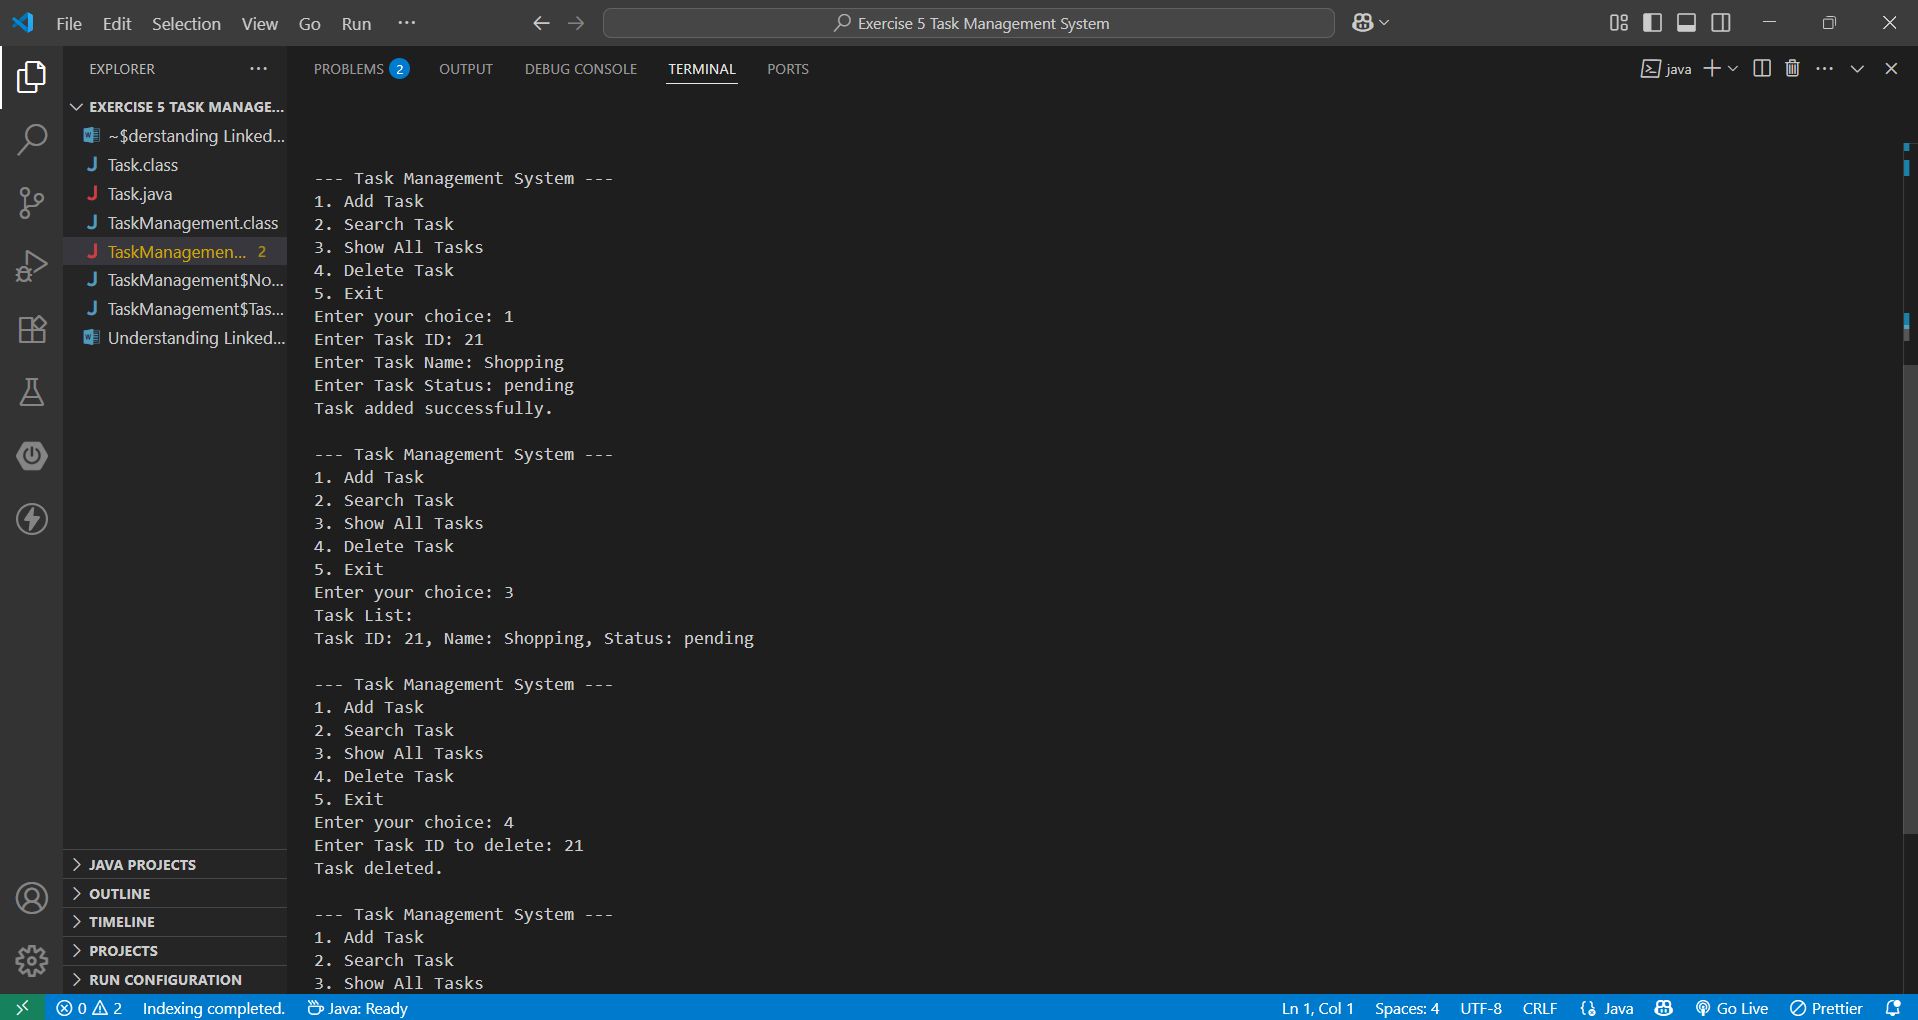 File Edit Selection View Go Run ···
Exercise 5 Task Management System
EXPLORER ···
PROBLEMS 2 OUTPUT DEBUG CONSOLE TERMINAL PORTS
java
EXERCISE 5 TASK MANAGE...
~$derstanding Linked...
Task.class
Task.java
TaskManagement.class
TaskManagemen... 2
TaskManagement$No...
TaskManagement$Tas...
Understanding Linked...
JAVA PROJECTS
OUTLINE
TIMELINE
PROJECTS
RUN CONFIGURATION
--- Task Management System ---
1. Add Task
2. Search Task
3. Show All Tasks
4. Delete Task
5. Exit
Enter your choice: 1
Enter Task ID: 21
Enter Task Name: Shopping
Enter Task Status: pending
Task added successfully.
--- Task Management System ---
1. Add Task
2. Search Task
3. Show All Tasks
4. Delete Task
5. Exit
Enter your choice: 3
Task List:
Task ID: 21, Name: Shopping, Status: pending
--- Task Management System ---
1. Add Task
2. Search Task
3. Show All Tasks
4. Delete Task
5. Exit
Enter your choice: 4
Enter Task ID to delete: 21
Task deleted.
--- Task Management System ---
1. Add Task
2. Search Task
3. Show All Tasks
0 2 Indexing completed. Java: Ready
Ln 1, Col 1 Spaces: 4 UTF-8 CRLF Java Go Live Prettier